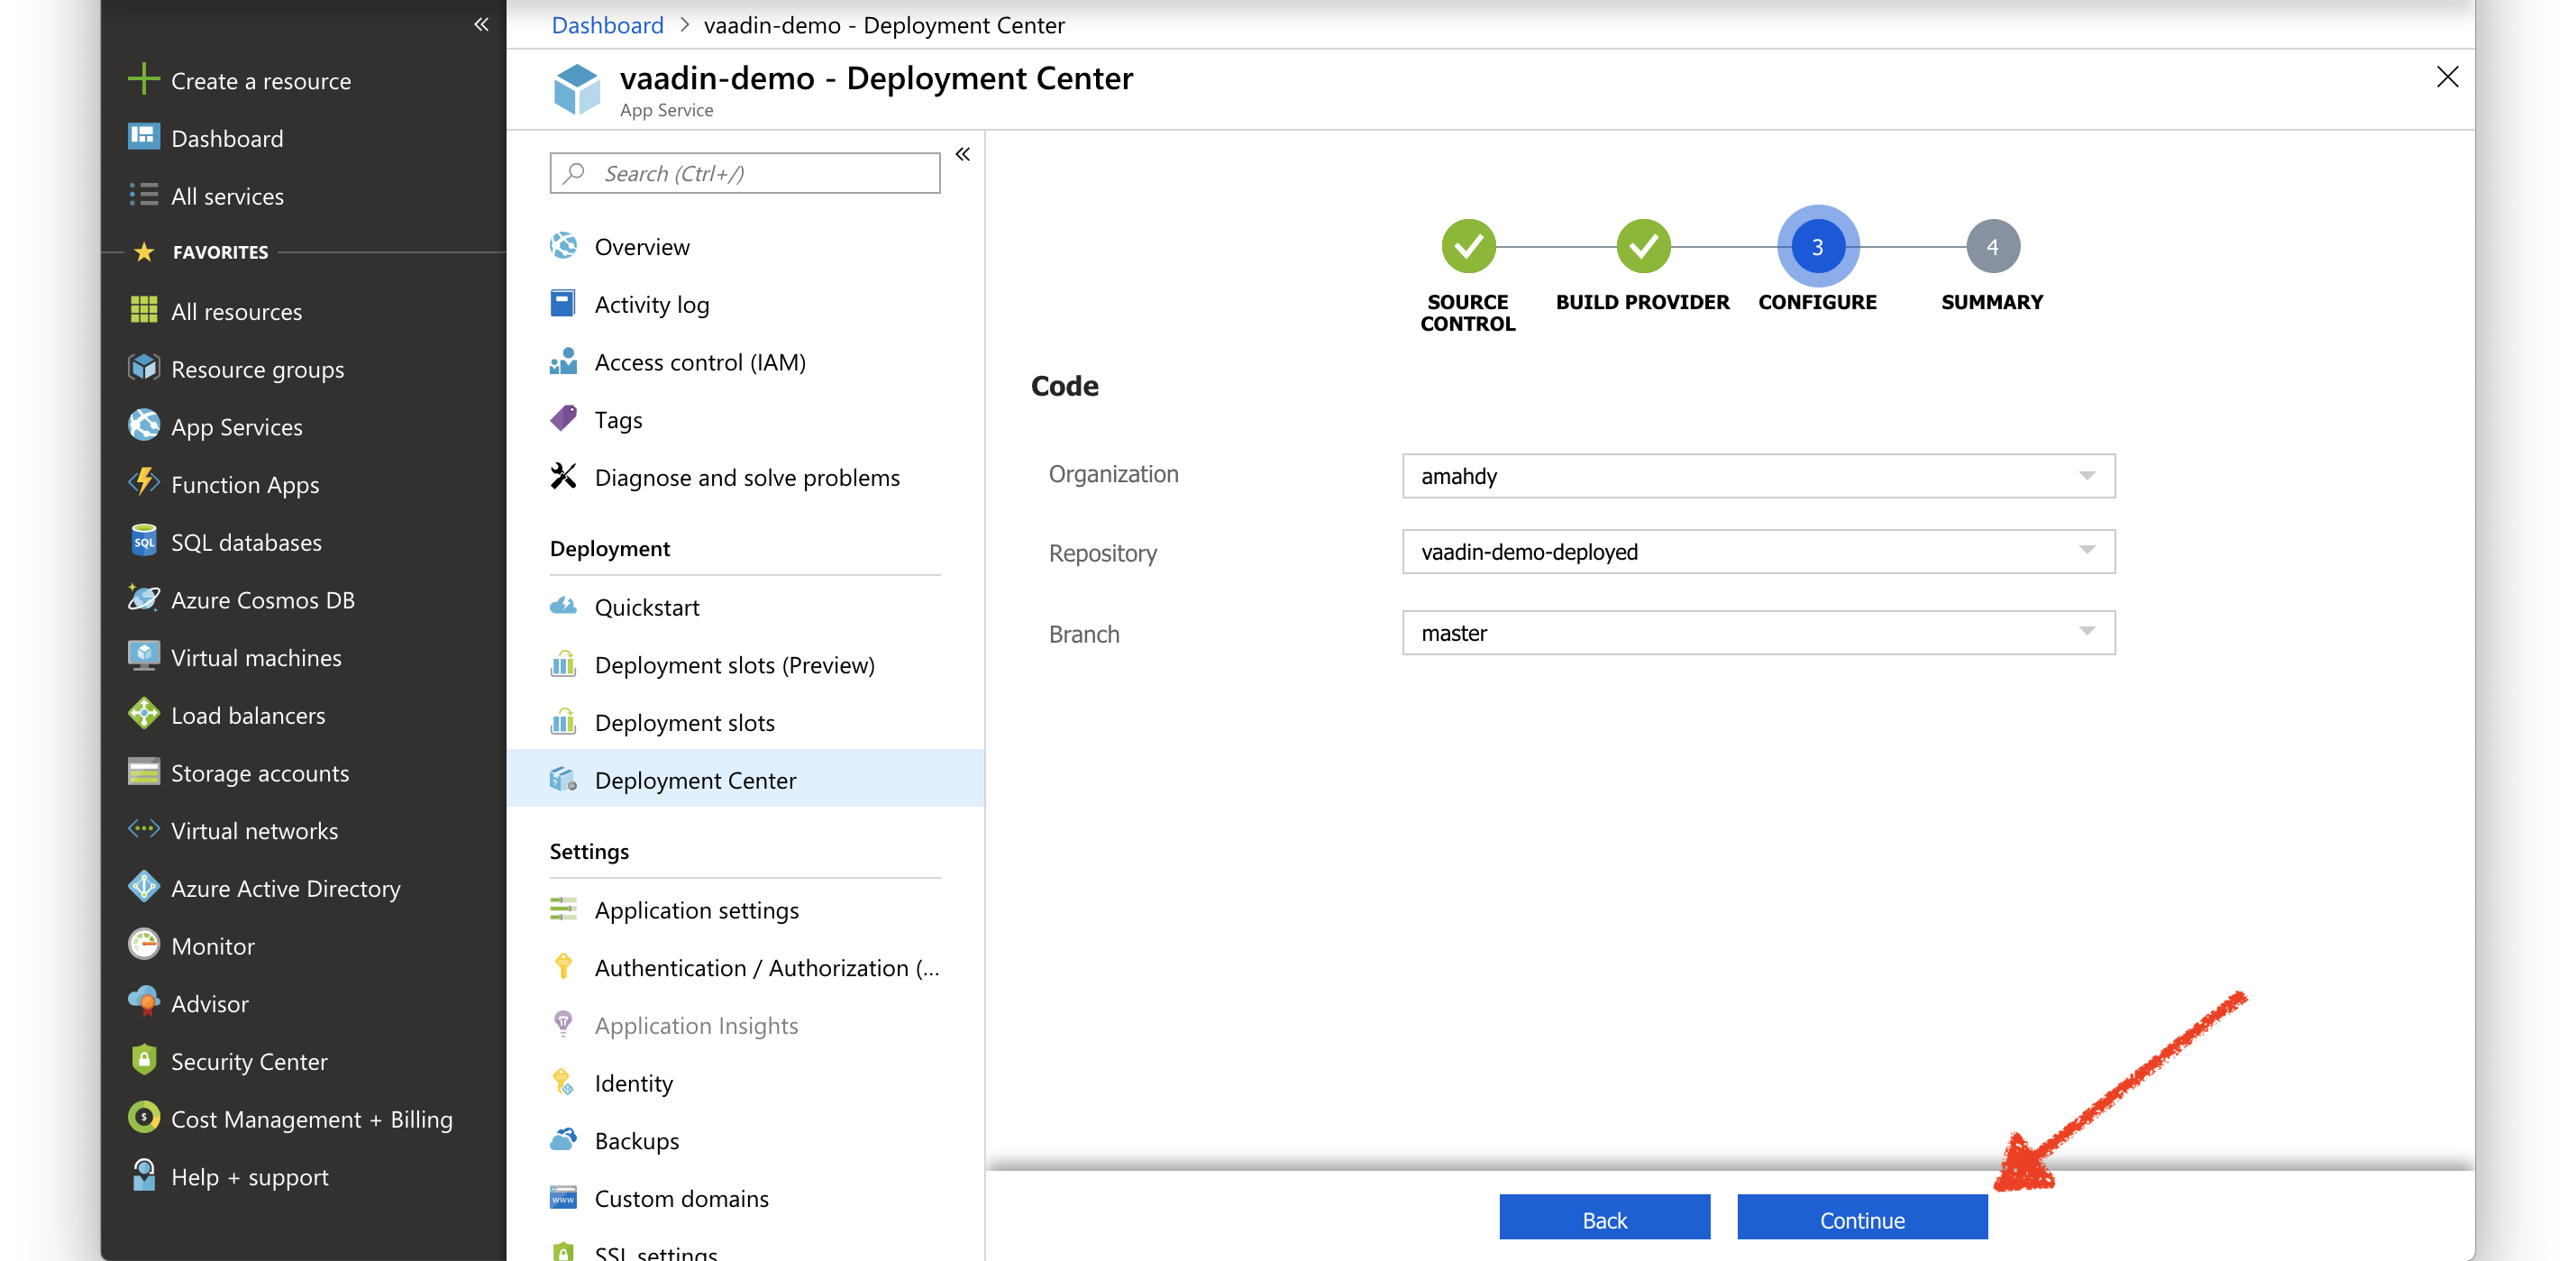 Dashboard > vaadin-demo - Deployment Center
vaadin-demo - Deployment Center
App Service
Create a resource
Dashboard
All services
FAVORITES
All resources
Resource groups
App Services
Function Apps
SQL databases
Azure Cosmos DB
Virtual machines
Load balancers
Storage accounts
Virtual networks
Azure Active Directory
Monitor
Advisor
Security Center
Cost Management + Billing
Help + support
Search (Ctrl+/)
Overview
Activity log
Access control (IAM)
Tags
Diagnose and solve problems
Deployment
Quickstart
Deployment slots (Preview)
Deployment slots
Deployment Center
Settings
Application settings
Authentication / Authorization (...
Application Insights
Identity
Backups
Custom domains
SSL settings
3
4
SOURCE
CONTROL
BUILD PROVIDER
CONFIGURE
SUMMARY
Code
Organization
amahdy
Repository
vaadin-demo-deployed
Branch
master
Back
Continue